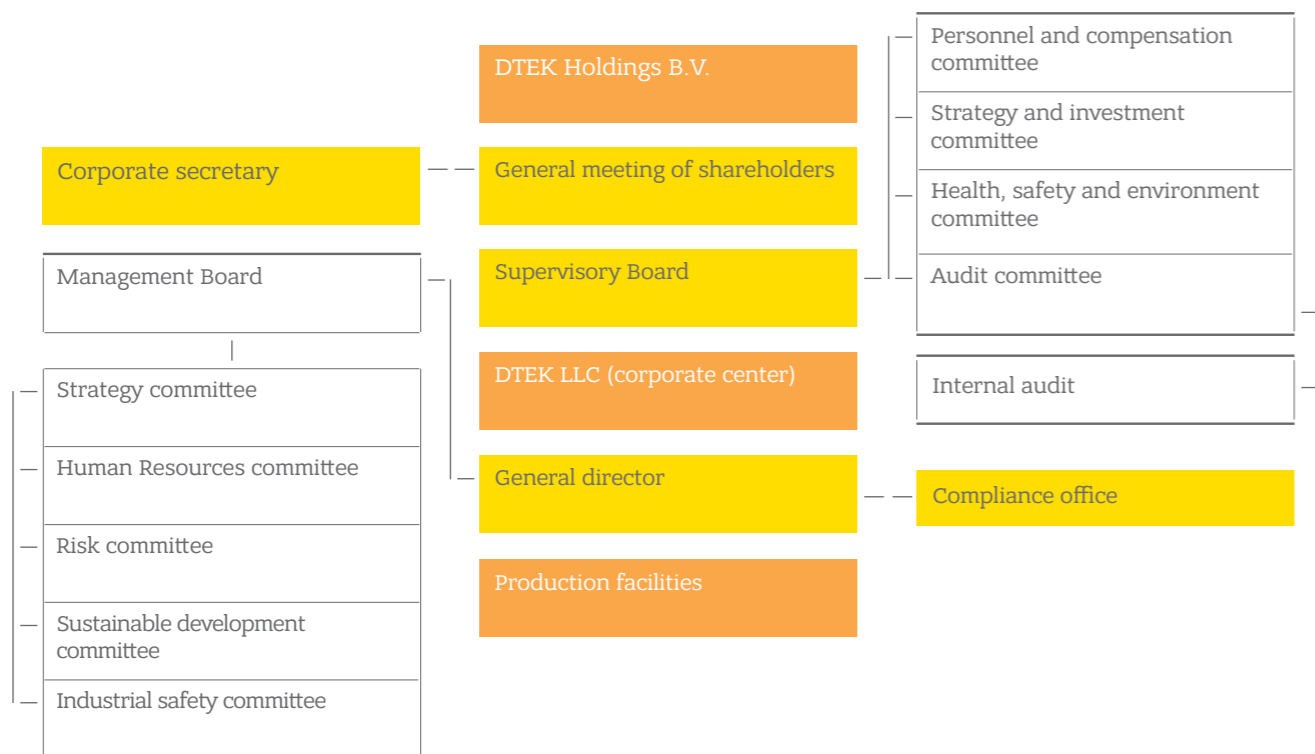 Corporate secretary
Management Board
Strategy committee
Human Resources committee
Risk committee
Sustainable development
committee
Industrial safety committee
DTEK Holdings B.V.
General meeting of shareholders
Supervisory Board
DTEK LLC (corporate center)
General director
Production facilities
Personnel and compensation
committee
Strategy and investment
committee
Health, safety and environment
committee
Audit committee
Internal audit
Compliance office